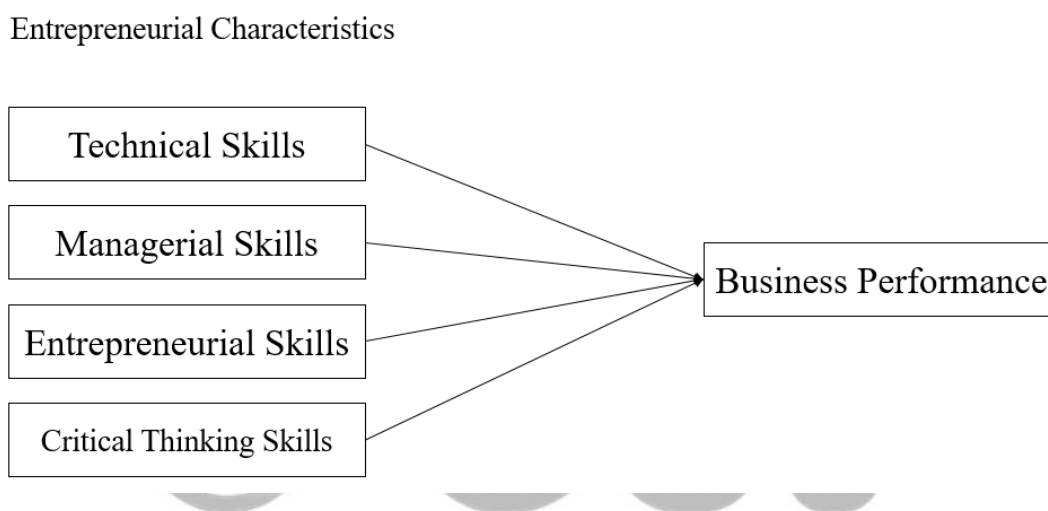 Entrepreneurial Characteristics
Technical Skills
Managerial Skills
Entrepreneurial Skills
Critical Thinking Skills
Business Performance